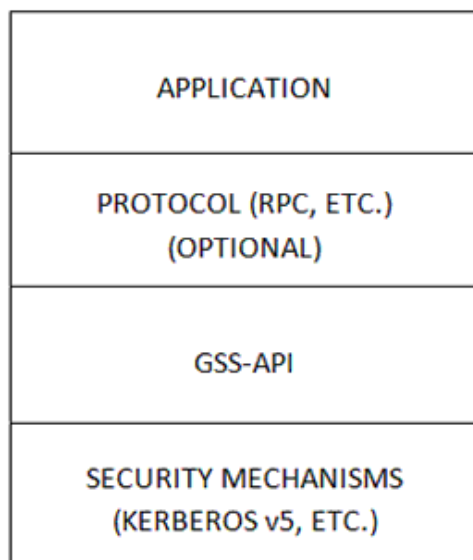 APPLICATION
PROTOCOL (RPC, ETC.)
(OPTIONAL)
GSS-API
SECURITY MECHANISMS
(KERBEROS v5, ETC.)